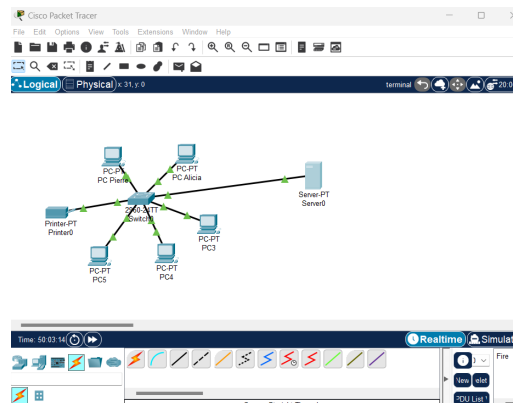 Cisco Packet Tracer
File Edit Options View Tools Extensions Window Help
Logical Physical x: 31, y: 0
terminal
PC-PT
PC Pierre
PC-PT
PC Alicia
Server-PT
Server0
2960-24TT
Switch0
Printer-PT
Printer0
PC-PT
PC3
PC-PT
PC4
PC-PT
PC5
Time: 50:03:14
Realtime
Simulat
Fire
New
elet
PDU List